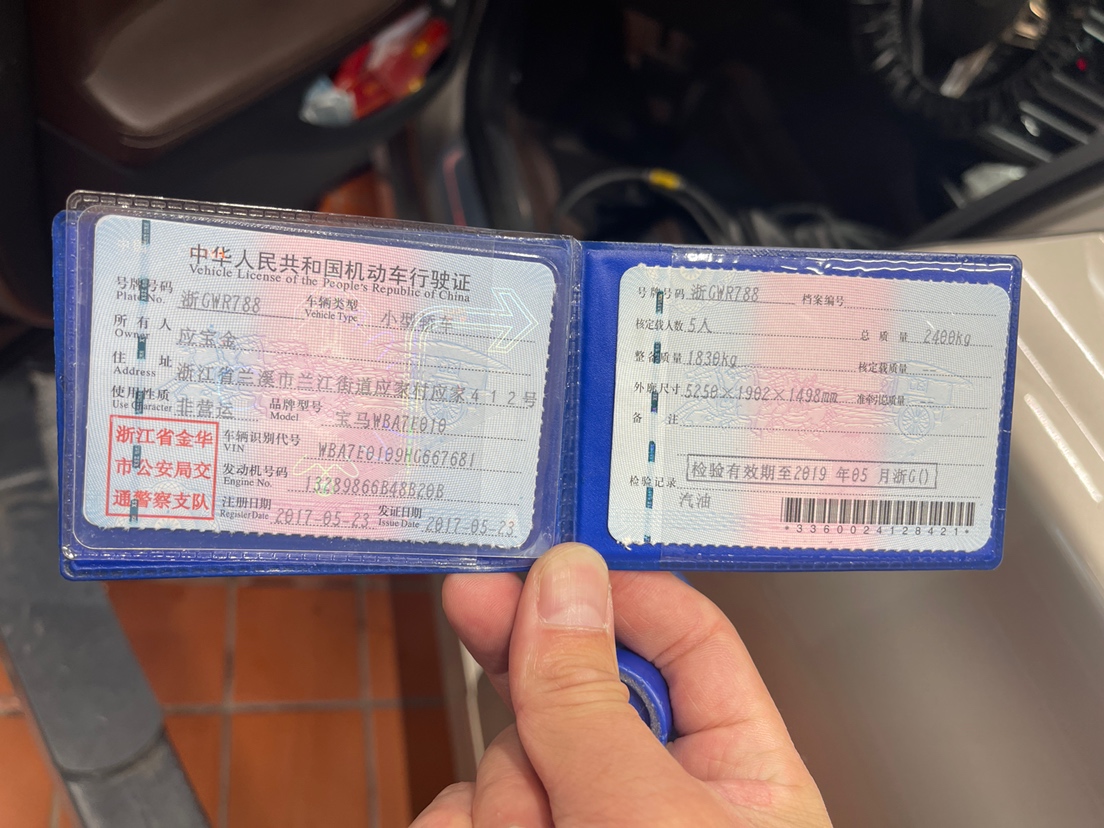 中华人民共和国机动车行驶证
Vehicle License of the People's Republic of China
号牌号码 浙GWR788 车辆类型 小型轿车
Plate No. Vehicle Type
所有人 应宝金
Owner
住址 浙江省兰溪市兰江街道应家村应家412号
Address
使用性质 非营运 品牌型号 宝马WBA7E010
Use Character Model
浙江省金华
市公安局交
通警察支队
车辆识别代号 WBA7E0109HG667681
VIN
发动机号码 13289866B48B20B
Engine No.
注册日期 2017-05-23 发证日期 2017-05-23
Register Date Issue Date
号牌号码 浙GWR788 档案编号
核定载人数 5人 总质量 2400kg
整备质量 1830kg 核定载质量 --
外廓尺寸 5250×1902×1498mm 准牵引总质量 --
备注
检验有效期至2019年05月浙G()
检验记录
汽油
*3360024128421*